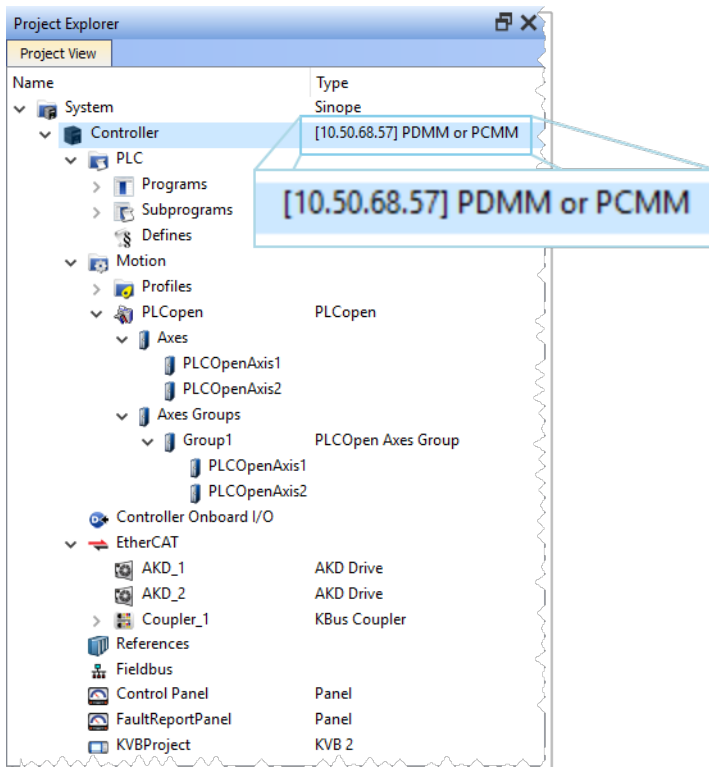 Project Explorer
Project View
Name Type
System Sinope
Controller [10.50.68.57] PDMM or PCMM
PLC
[10.50.68.57] PDMM or PCMM
Programs
Subprograms
Defines
Motion
Profiles
PLCopen PLCopen
Axes
PLCOpenAxis1
PLCOpenAxis2
Axes Groups
Group1 PLCOpen Axes Group
PLCOpenAxis1
PLCOpenAxis2
Controller Onboard I/O
EtherCAT
AKD_1 AKD Drive
AKD_2 AKD Drive
Coupler_1 KBus Coupler
References
Fieldbus
Control Panel Panel
FaultReportPanel Panel
KVBProject KVB 2